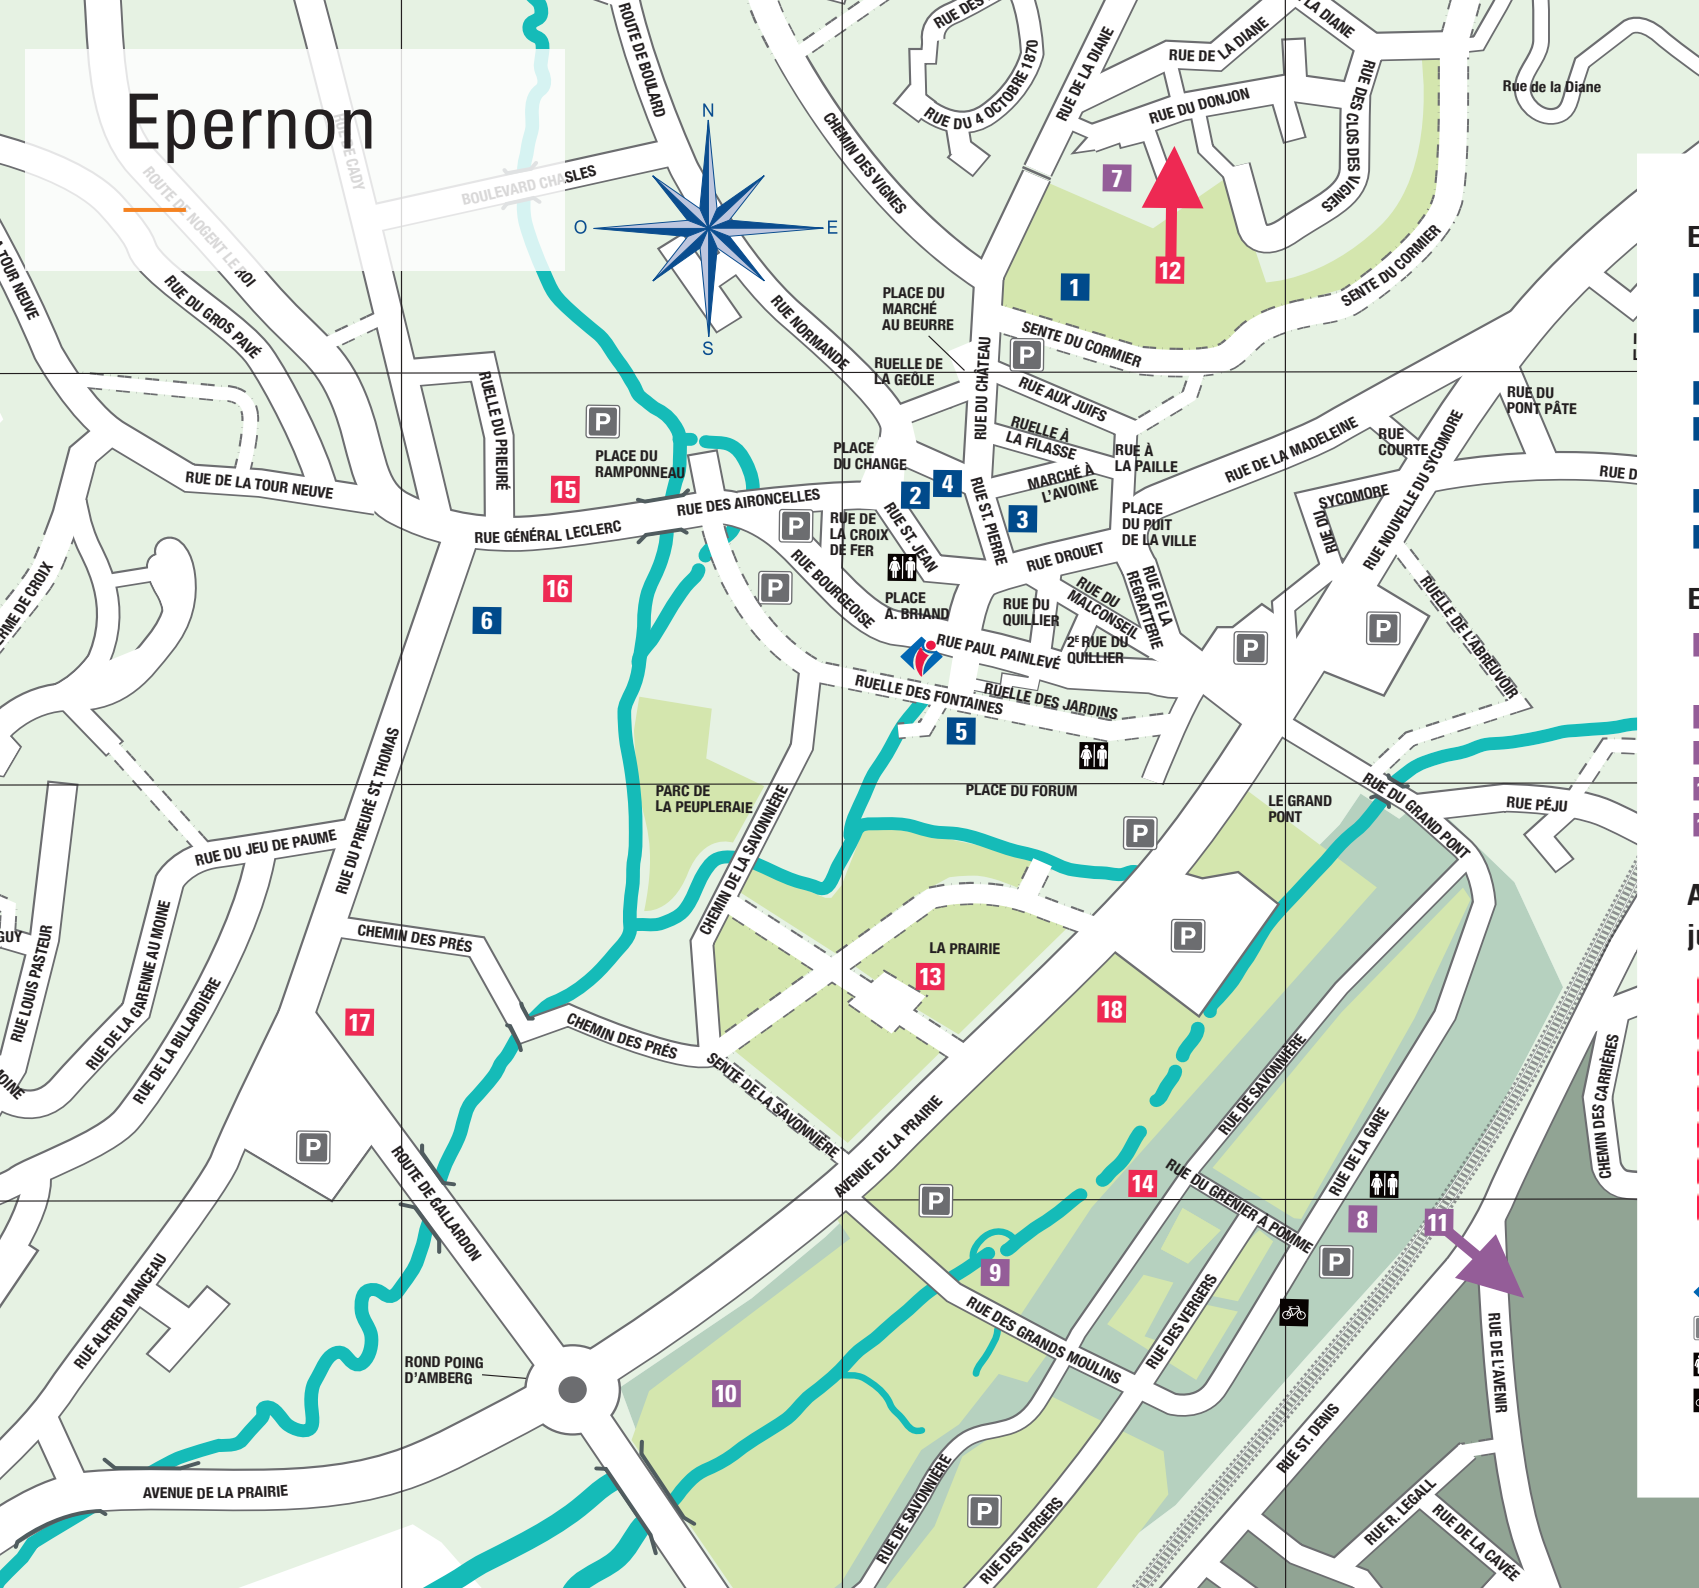 Epernon
N
O
E
S
ROUTE DE BOULARD
RUE DE CADY
BOULEVARD CHASLES
ROUTE DE NOGENT LE ROI
RUE DU GROS PAVÉ
TOUR NEUVE
RUE DE LA TOUR NEUVE
RUELLE DU PRIEURÉ
RUE NORMANDE
CHEMIN DES VIGNES
RUE DES
RUE DU 4 OCTOBRE 1870
RUE DE LA DIANE
RUE DE LA DIANE
LA DIANE
RUE DU DONJON
RUE DES CLOS DES VIGNES
Rue de la Diane
SENTE DU CORMIER
SENTE DU CORMIER
7
12
1
PLACE DU
MARCHÉ
AU BEURRE
RUELLE DE
LA GEÔLE
RUE DU CHÂTEAU
P
RUE AUX JUIFS
RUELLE À
LA FILASSE
RUE À
LA PAILLE
MARCHÉ À
L'AVOINE
RUE DE LA MADELEINE
RUE DU
PONT PÂTE
RUE
COURTE
RUE NOUVELLE DU SYCOMORE
RUE DU
SYCOMORE
RUE D
P
PLACE DU
RAMPONNEAU
15
PLACE
DU CHANGE
4
2
3
RUE DES AIRONCELLES
RUE GÉNÉRAL LECLERC
P
RUE DE
LA CROIX
DE FER
RUE ST. JEAN
RUE ST. PIERRE
RUE DROUET
PLACE
DU PUIT
DE LA VILLE
RUE DE LA
REGRATTERIE
RUE DU
MALCONSEIL
RUE DU
QUILLIER
2E RUE DU
QUILLIER
RUE BOURGEOISE
P
PLACE
A. BRIAND
RUE PAUL PAINLEVÉ
RUELLE DES FONTAINES
RUELLE DES JARDINS
5
P
P
RUELLE DE L'ABREUVOIR
16
6
ERME DE CROIX
RUE DU PRIEURÉ ST. THOMAS
PARC DE
LA PEUPLERAIE
PLACE DU FORUM
P
LE GRAND
PONT
RUE DU GRAND PONT
RUE PÉJU
RUE DU JEU DE PAUME
CHEMIN DE LA SAVONNIÈRE
GUY
RUE LOUIS PASTEUR
RUE DE LA GARENNE AU MOINE
RUE DE LA BILLARDIÈRE
CHEMIN DES PRÉS
CHEMIN DES PRÉS
LA PRAIRIE
13
P
18
17
SENTE DE LA SAVONNIÈRE
AVENUE DE LA PRAIRIE
RUE DE SAVONNIÈRE
CHEMIN DES CARRIÈRES
OINE
P
ROUTE DE GALLARDON
RUE DE LA GARE
14
RUE DU GRENIER À POMME
P
8
11
P
9
RUE ALFRED MANCEAU
RUE DES GRANDS MOULINS
RUE DES VERGERS
ROND POING
D'AMBERG
10
RUE DE L'AVENIR
RUE ST. DENIS
AVENUE DE LA PRAIRIE
RUE DE SAVONNIÈRE
P
RUE DES VERGERS
RUE R. LEGALL
RUE DE LA CAVÉE